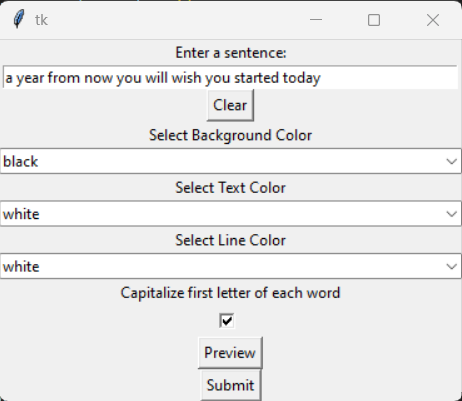 tk
Enter a sentence:
a year from now you will wish you started today
Clear
Select Background Color
black
Select Text Color
white
Select Line Color
white
Capitalize first letter of each word
Preview
Submit